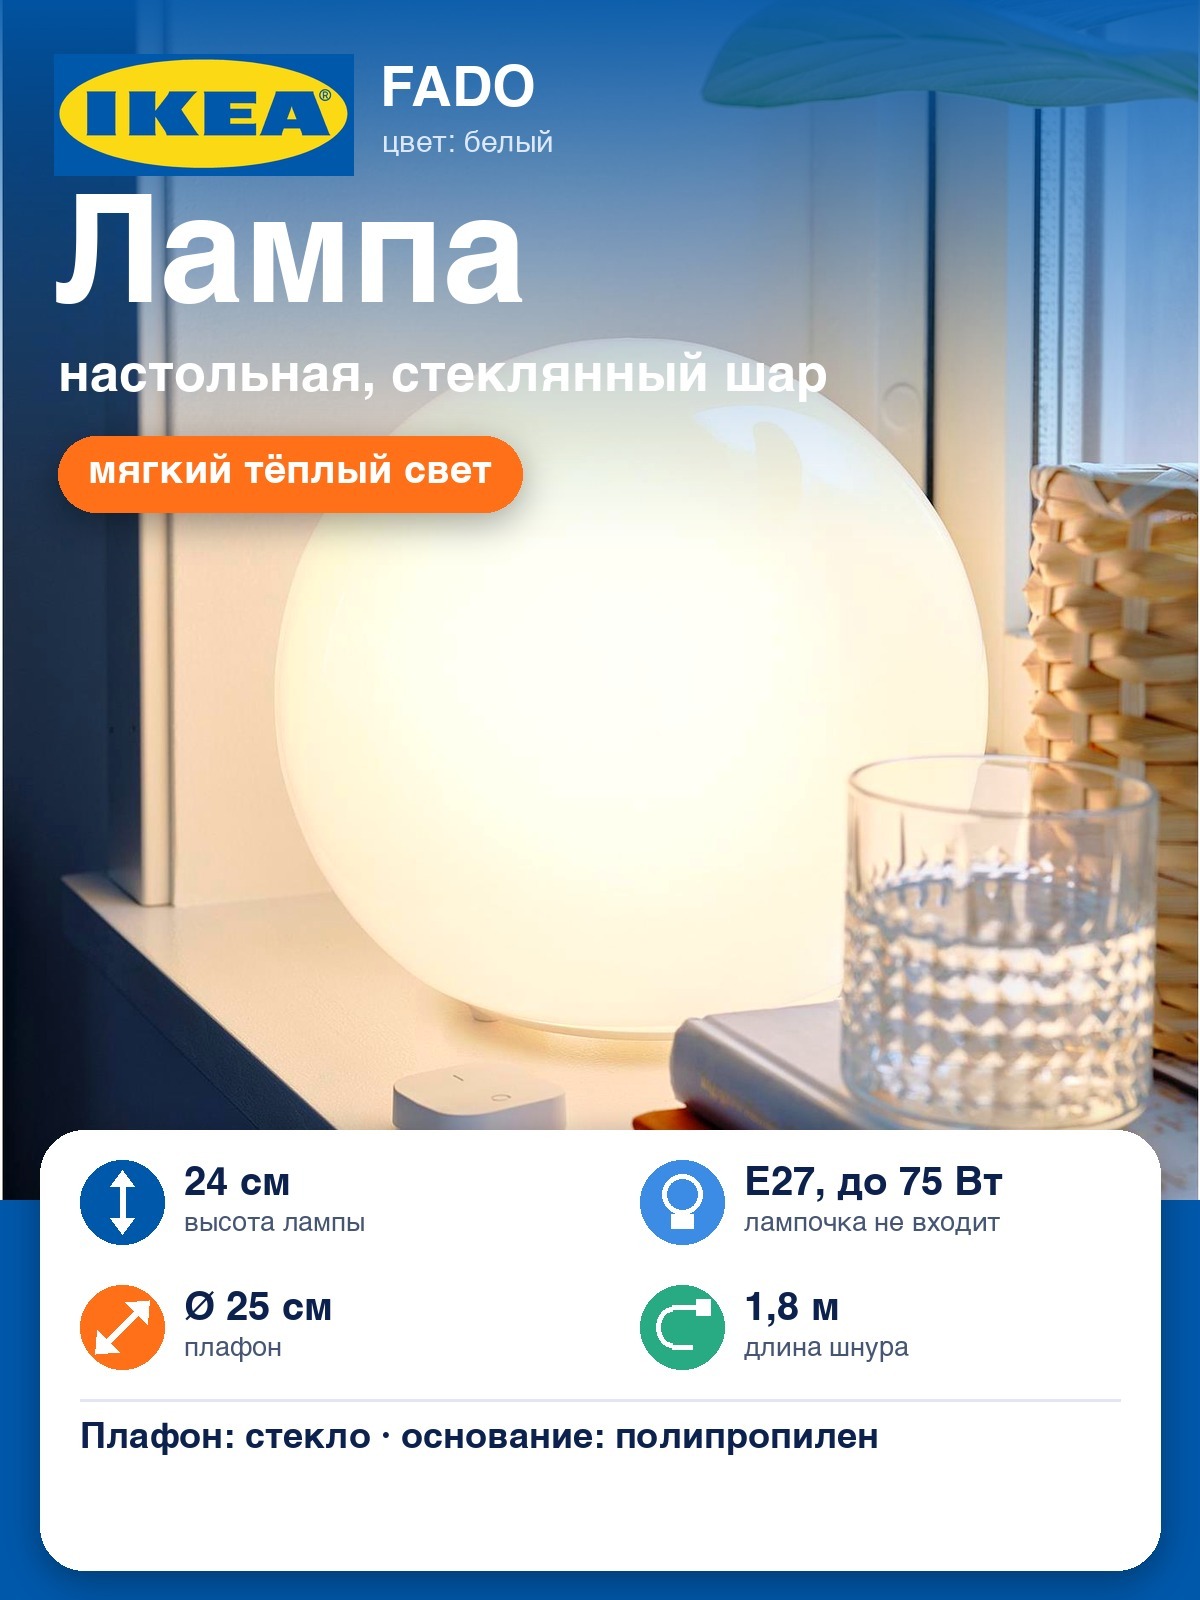 IKEA®
FADO
цвет: белый
Лампа
настольная, стеклянный шар
мягкий тёплый свет
24 см
высота лампы
E27, до 75 Вт
лампочка не входит
Ø 25 см
плафон
1,8 м
длина шнура
Плафон: стекло · основание: полипропилен